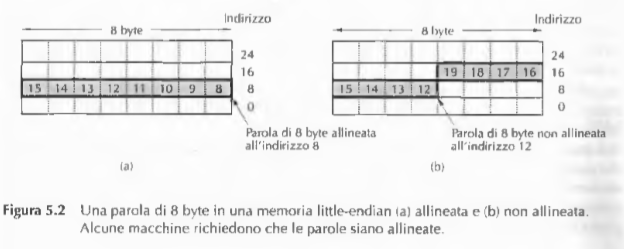 Indirizzo
8 byte
24
16
15 14 13 12 11 10 9 8 8
0
Parola di 8 byte allineata
all'indirizzo 8
(a)
Indirizzo
8 byte
24
19 18 17 16 16
15 14 13 12 8
0
Parola di 8 byte non allineata
all'indirizzo 12
(b)
Figura 5.2 Una parola di 8 byte in una memoria little-endian (a) allineata e (b) non allineata.
Alcune macchine richiedono che le parole siano allineate.